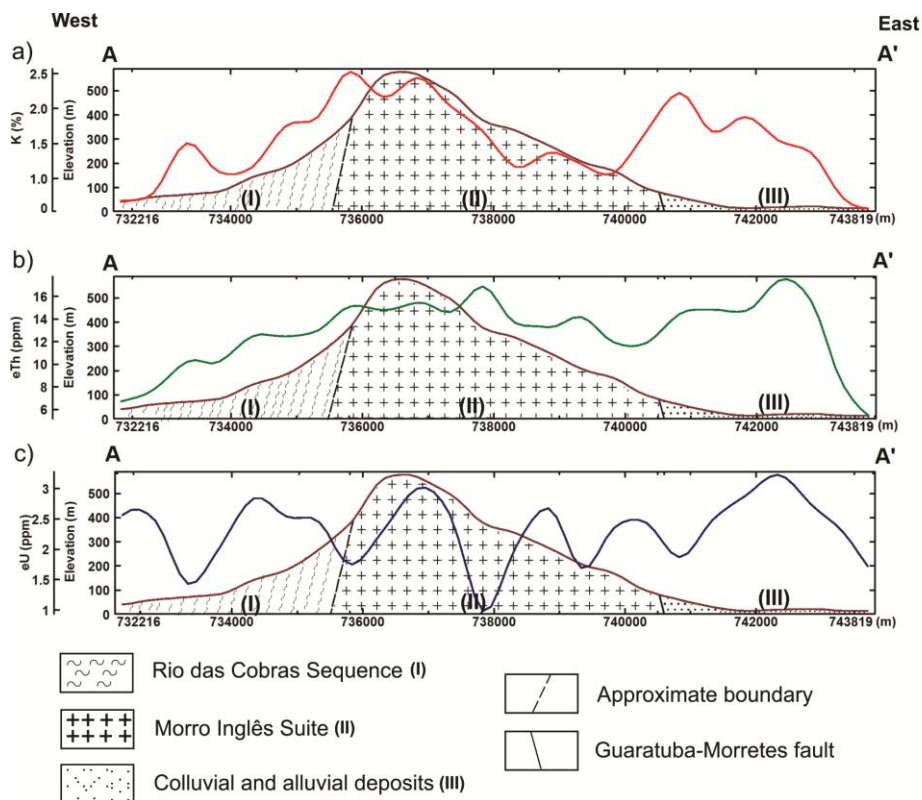 West East
a) A A'
K (%) Elevation (m)
2.5
2.0
1.5
1.0
0
500
400
300
200
100
0
(I) (II) (III)
732216 734000 736000 738000 740000 742000 743819 (m)
b) A A'
eTh (ppm) Elevation (m)
16
14
12
10
8
6
500
400
300
200
100
0
(I) (II) (III)
732216 734000 736000 738000 740000 742000 743819 (m)
c) A A'
eU (ppm) Elevation (m)
3
2.5
2
1.5
1
500
400
300
200
100
0
(I) (II) (III)
732216 734000 736000 738000 740000 742000 743819 (m)
Rio das Cobras Sequence (I)
Morro Inglês Suite (II)
Colluvial and alluvial deposits (III)
Approximate boundary
Guaratuba-Morretes fault